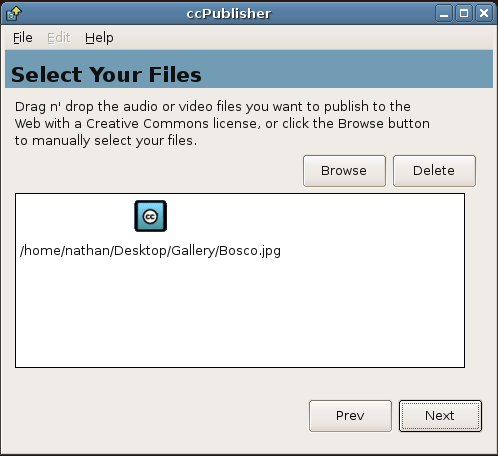 ccPublisher
File Edit Help
Select Your Files
Drag n' drop the audio or video files you want to publish to the
Web with a Creative Commons license, or click the Browse button
to manually select your files.
Browse Delete
cc
/home/nathan/Desktop/Gallery/Bosco.jpg
Prev Next